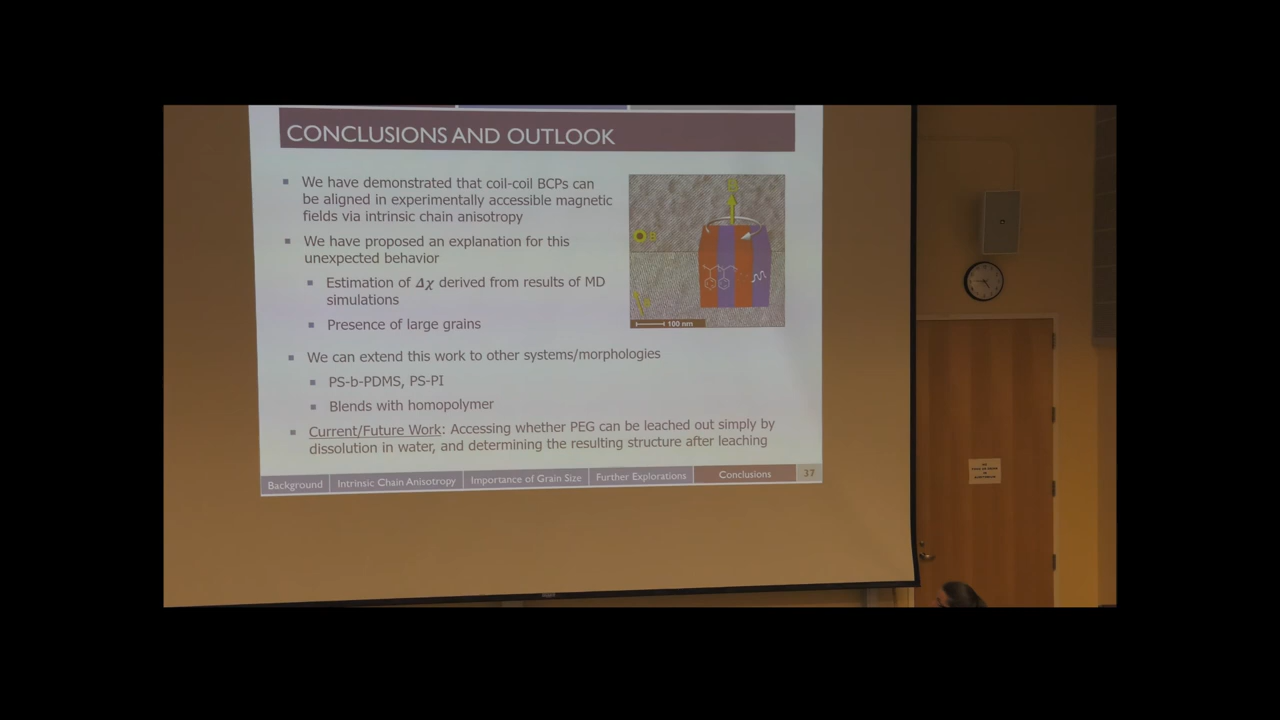 CONCLUSIONS AND OUTLOOK
We have demonstrated that coil-coil BCPs can
be aligned in experimentally accessible magnetic
fields via intrinsic chain anisotropy
We have proposed an explanation for this
unexpected behavior
Estimation of Δχ derived from results of MD
simulations
Presence of large grains
We can extend this work to other systems/morphologies
PS-b-PDMS, PS-PI
Blends with homopolymer
Current/Future Work: Accessing whether PEG can be leached out simply by
dissolution in water, and determining the resulting structure after leaching
100 nm
Background
Intrinsic Chain Anisotropy
Importance of Grain Size
Further Explorations
Conclusions
37